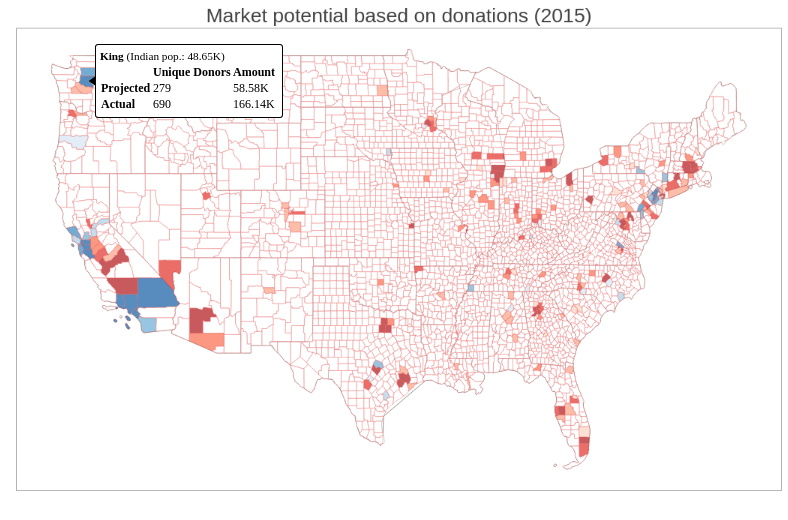 Market potential based on donations (2015)
King (Indian pop.: 48.65K)
Unique Donors Amount
Projected 279 58.58K
Actual 690 166.14K